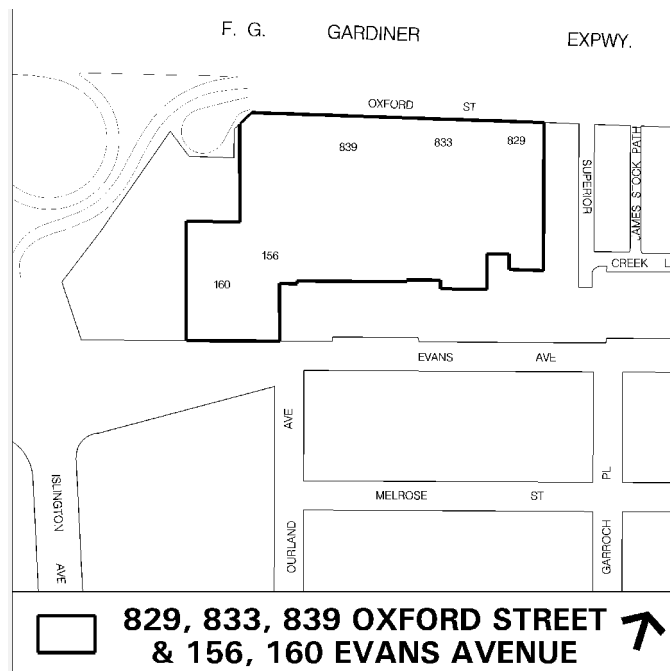 F. G. GARDINER EXPWY.
OXFORD ST
839 833 829
SUPERIOR
JAMES STOCK PATH
CREEK L
156
160
EVANS AVE
OURLAND AVE
MELROSE ST
GARROCH PL
ISLINGTON AVE
829, 833, 839 OXFORD STREET
& 156, 160 EVANS AVENUE